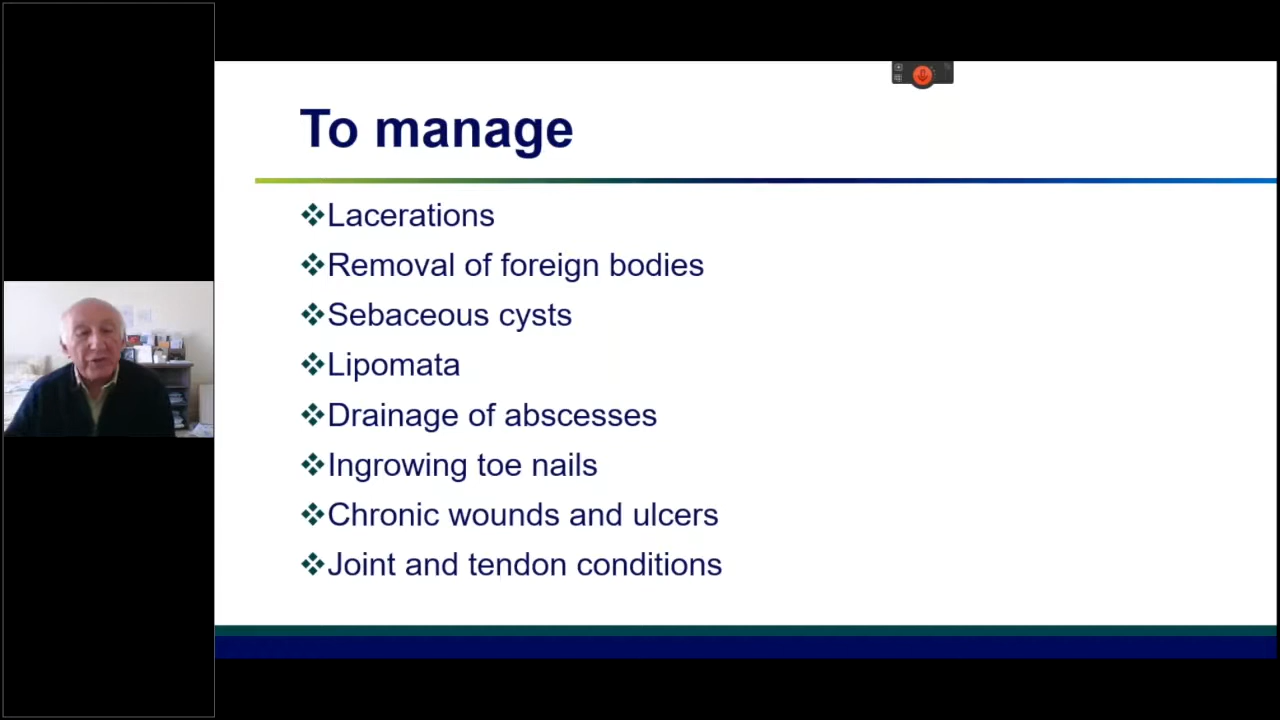 To manage
Lacerations
Removal of foreign bodies
Sebaceous cysts
Lipomata
Drainage of abscesses
Ingrowing toe nails
Chronic wounds and ulcers
Joint and tendon conditions